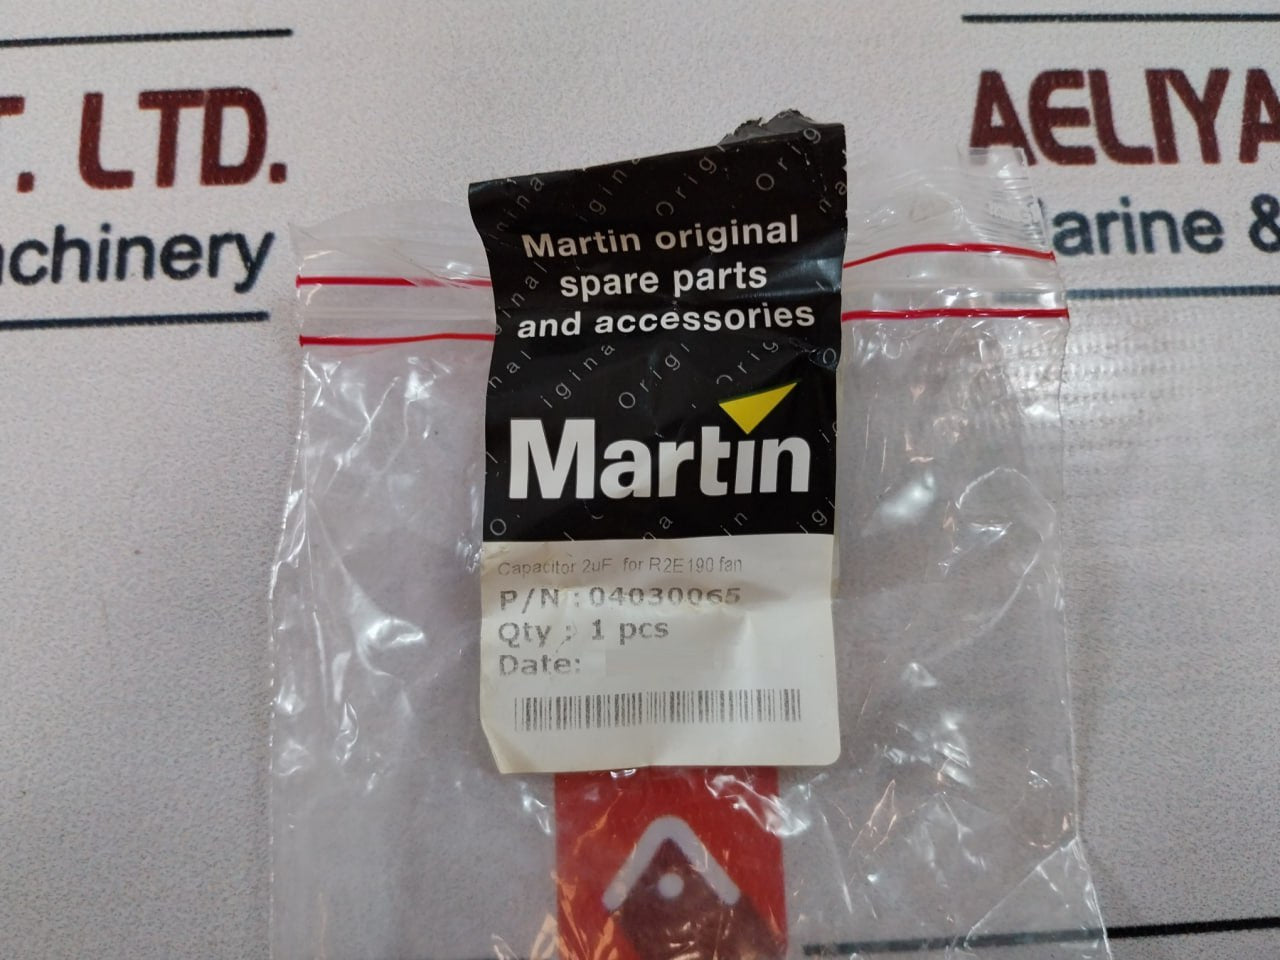 T. LTD.
AELIYA
achinery
arine &
Martin original
spare parts
and accessories
Martin
Capacitor 2uF for R2E190 fan
P/N : 04030065
Qty : 1 pcs
Date: